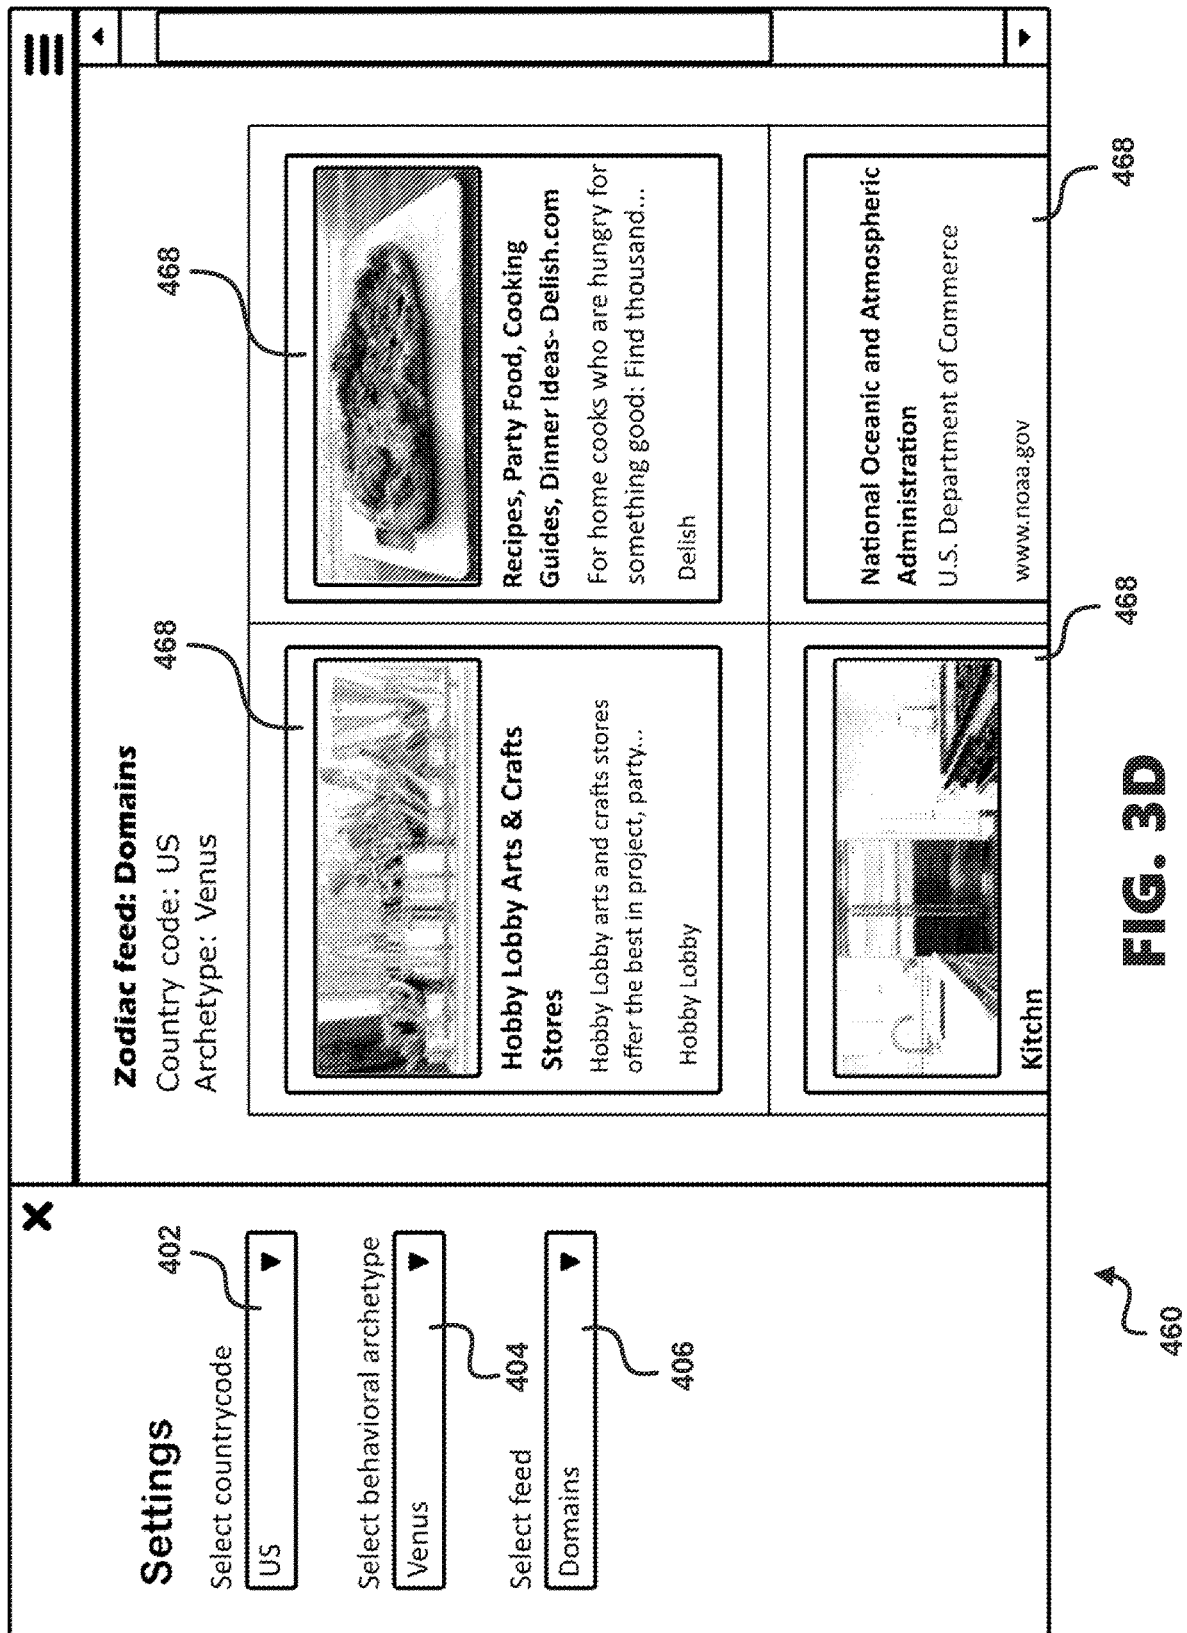 X
Settings
Select countrycode
402
US
Select behavioral archetype
Venus
404
Select feed
Domains
406
Zodiac feed: Domains
Country code: US
Archetype: Venus
468
468
Hobby Lobby Arts & Crafts
Stores
Hobby Lobby arts and crafts stores
offer the best in project, party...
Hobby Lobby
Recipes, Party Food, Cooking
Guides, Dinner Ideas- Delish.com
For home cooks who are hungry for
something good: Find thousand...
Delish
Kitchn
National Oceanic and Atmospheric
Administration
U.S. Department of Commerce
www.noaa.gov
468
468
460
FIG. 3D